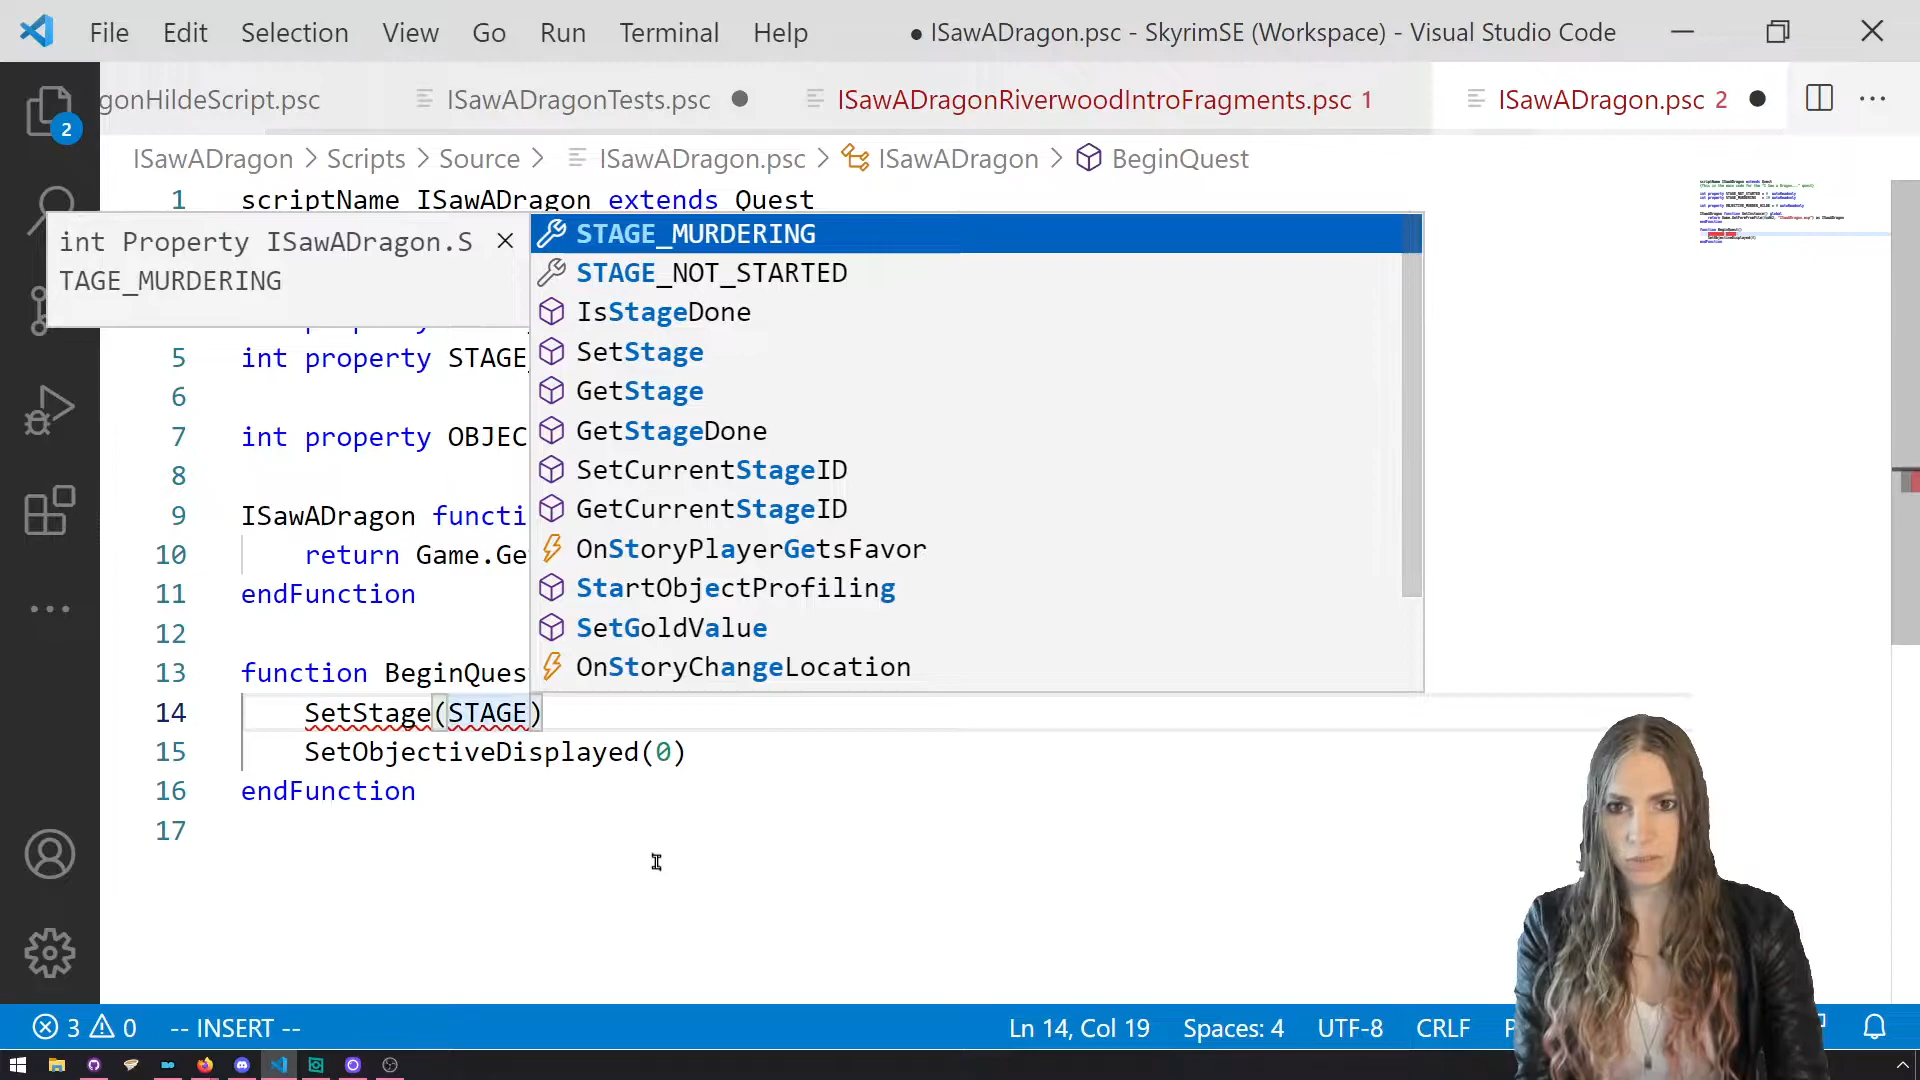 File Edit Selection View Go Run Terminal Help
● ISawADragon.psc - SkyrimSE (Workspace) - Visual Studio Code
gonHildeScript.psc
ISawADragonTests.psc
ISawADragonRiverwoodIntroFragments.psc 1
ISawADragon.psc 2
ISawADragon > Scripts > Source > ISawADragon.psc > ISawADragon > BeginQuest
1 scriptName ISawADragon extends Quest
int Property ISawADragon.S
TAGE_MURDERING
STAGE_MURDERING
STAGE_NOT_STARTED
IsStageDone
SetStage
GetStage
GetStageDone
SetCurrentStageID
GetCurrentStageID
OnStoryPlayerGetsFavor
StartObjectProfiling
SetGoldValue
OnStoryChangeLocation
5 int property STAGE_
6
7 int property OBJEC
8
9 ISawADragon functi
10 return Game.Ge
11 endFunction
12
13 function BeginQues
14 SetStage(STAGE)
15 SetObjectiveDisplayed(0)
16 endFunction
17
2
3 0 -- INSERT -- Ln 14, Col 19 Spaces: 4 UTF-8 CRLF P